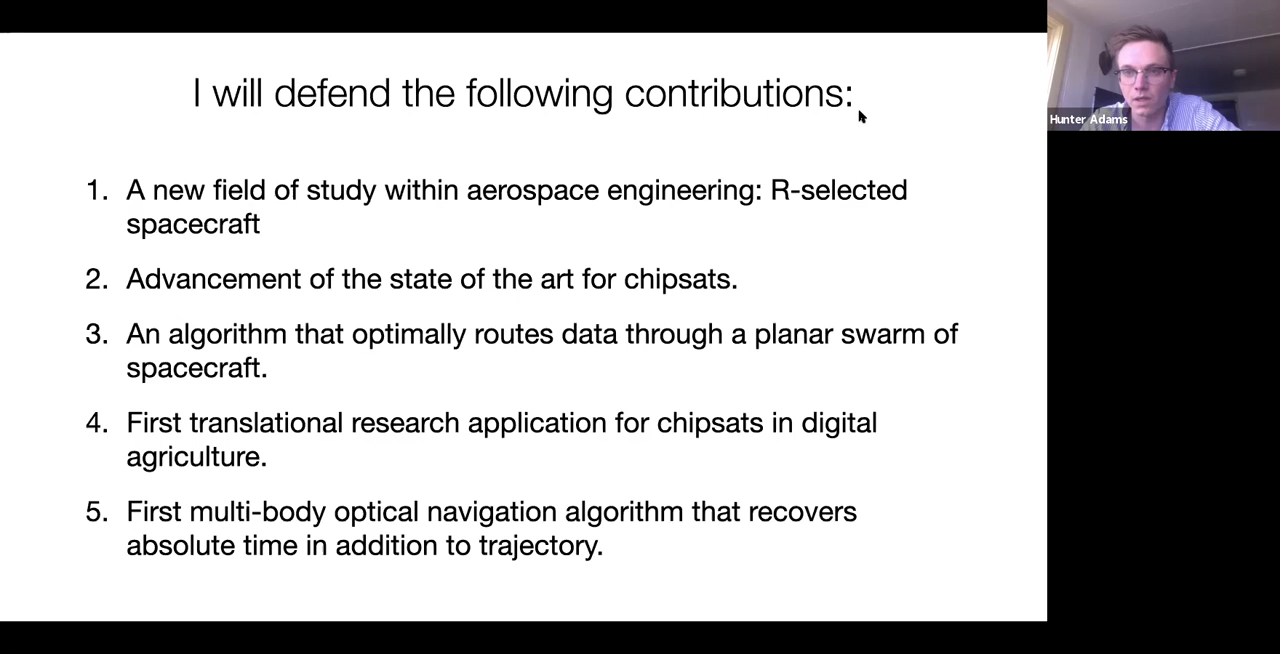 I will defend the following contributions:
1. A new field of study within aerospace engineering: R-selected
spacecraft
2. Advancement of the state of the art for chipsats.
3. An algorithm that optimally routes data through a planar swarm of
spacecraft.
4. First translational research application for chipsats in digital
agriculture.
5. First multi-body optical navigation algorithm that recovers
absolute time in addition to trajectory.
Hunter Adams